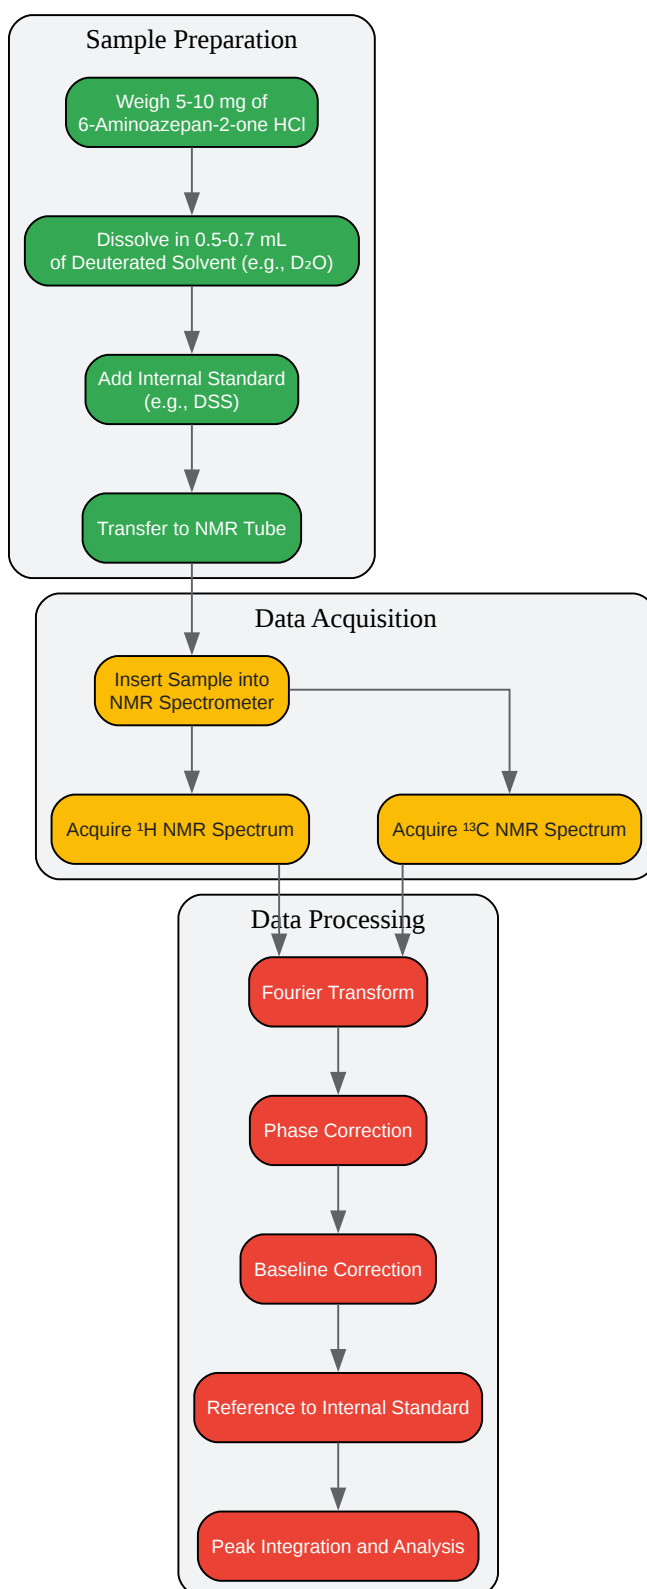 Sample Preparation
Weigh 5-10 mg of
6-Aminoazepan-2-one HCl
Dissolve in 0.5-0.7 mL
of Deuterated Solvent (e.g., D₂O)
Add Internal Standard
(e.g., DSS)
Transfer to NMR Tube
Data Acquisition
Insert Sample into
NMR Spectrometer
Acquire ¹H NMR Spectrum
Acquire ¹³C NMR Spectrum
Data Processing
Fourier Transform
Phase Correction
Baseline Correction
Reference to Internal Standard
Peak Integration and Analysis